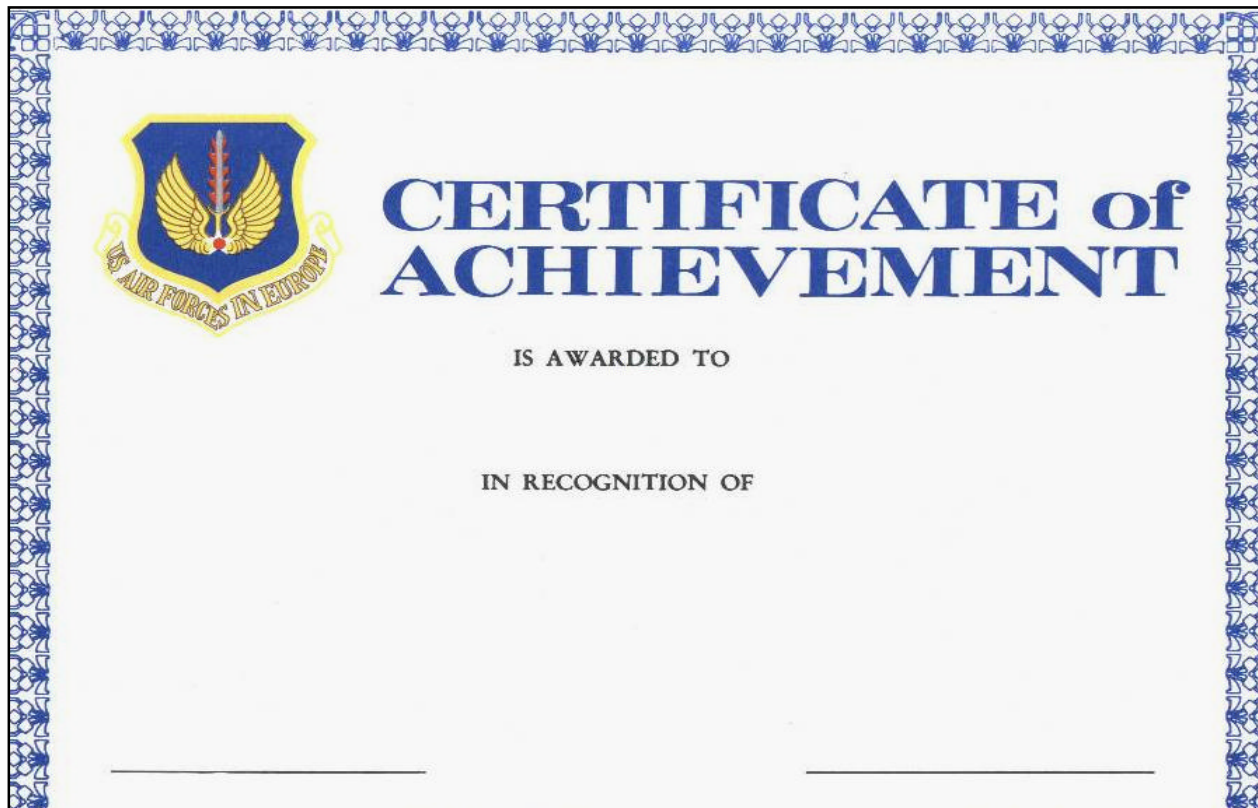 US AIR FORCES IN EUROPE
CERTIFICATE of
ACHIEVEMENT
IS AWARDED TO
IN RECOGNITION OF